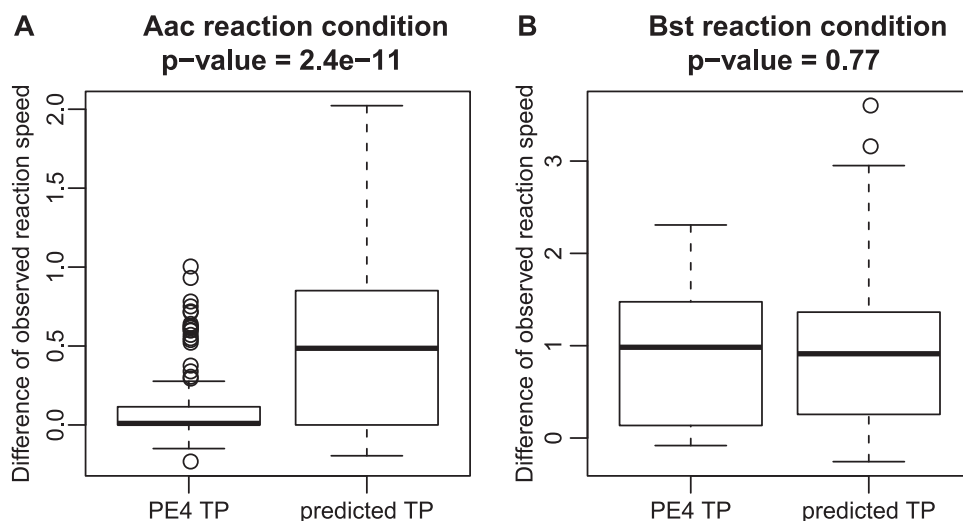 A
Aac reaction condition
p−value = 2.4e−11
Difference of observed reaction speed
2.0
1.5
1.0
0.5
0.0
PE4 TP
predicted TP
B
Bst reaction condition
p−value = 0.77
Difference of observed reaction speed
3
2
1
0
PE4 TP
predicted TP